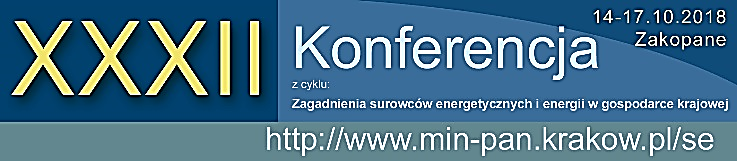 XXXII
Konferencja
14-17.10.2018
Zakopane
z cyklu:
Zagadnienia surowców energetycznych i energii w gospodarce krajowej
http://www.min-pan.krakow.pl/se